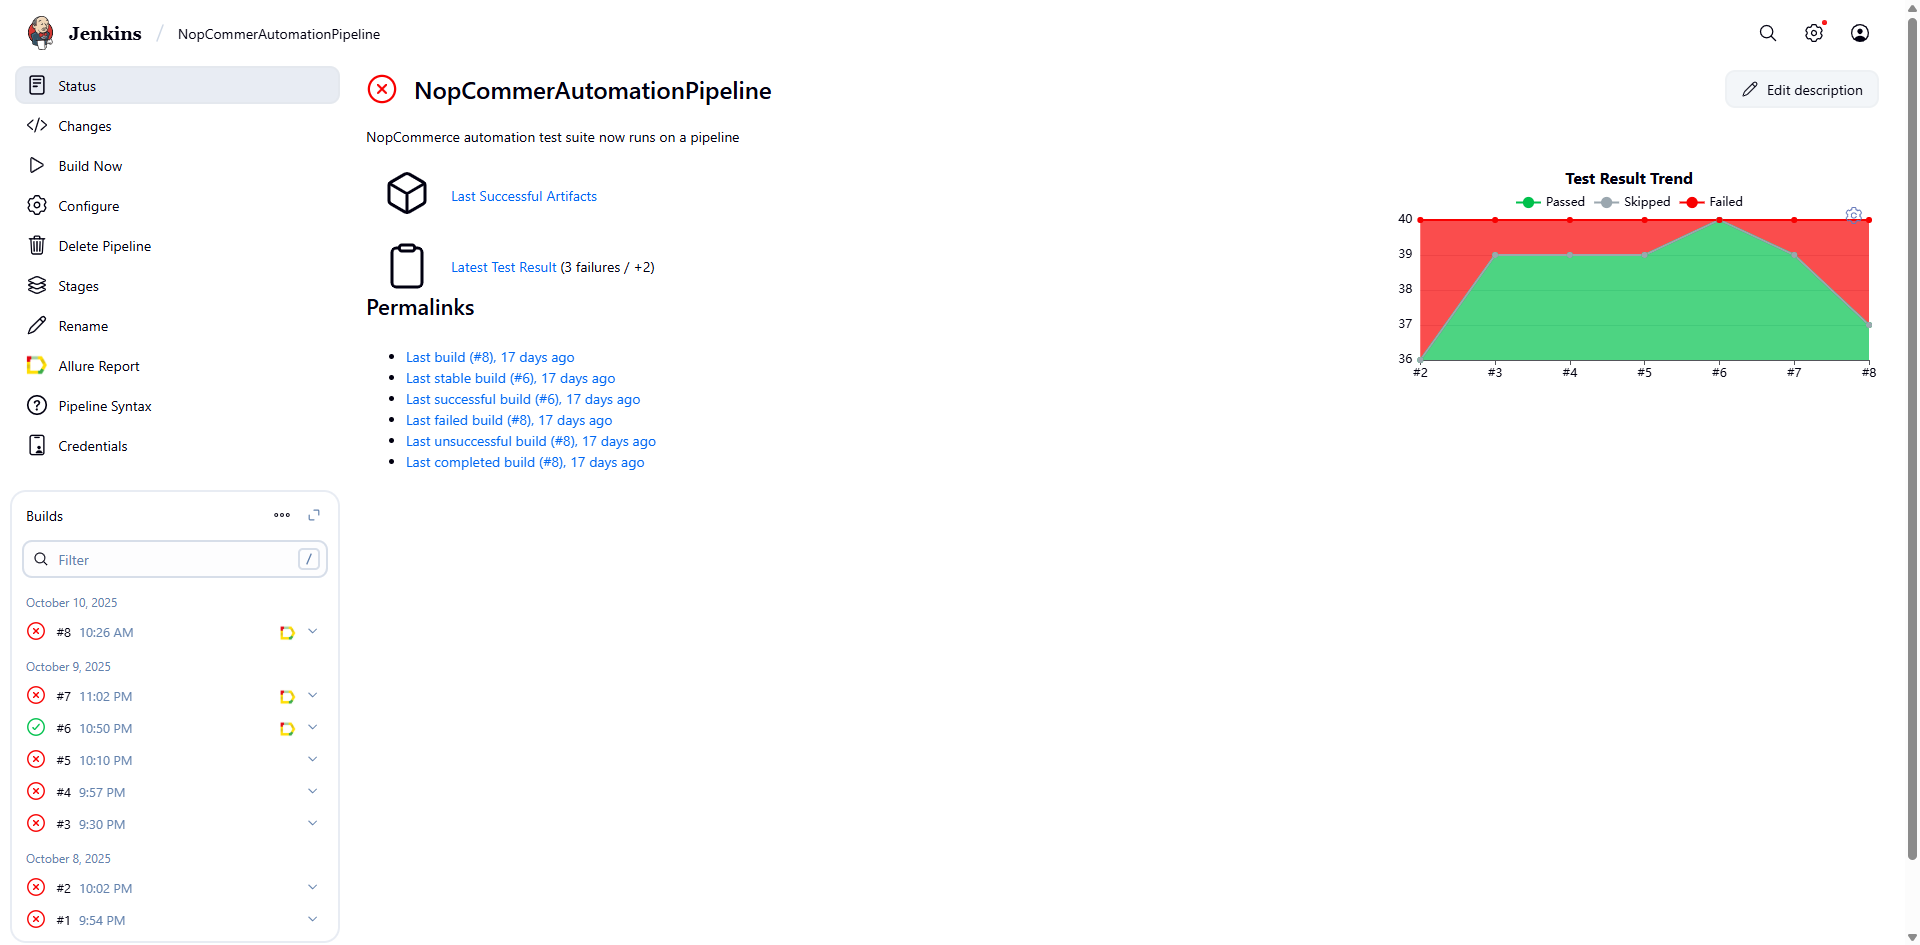 Jenkins / NopCommerAutomationPipeline
Status
Changes
Build Now
Configure
Delete Pipeline
Stages
Rename
Allure Report
Pipeline Syntax
Credentials
Builds
Filter /
October 10, 2025
#8 10:26 AM
October 9, 2025
#7 11:02 PM
#6 10:50 PM
#5 10:10 PM
#4 9:57 PM
#3 9:30 PM
October 8, 2025
#2 10:02 PM
#1 9:54 PM
NopCommerAutomationPipeline
Edit description
NopCommerce automation test suite now runs on a pipeline
Last Successful Artifacts
Latest Test Result (3 failures / +2)
Permalinks
Last build (#8), 17 days ago
Last stable build (#6), 17 days ago
Last successful build (#6), 17 days ago
Last failed build (#8), 17 days ago
Last unsuccessful build (#8), 17 days ago
Last completed build (#8), 17 days ago
Test Result Trend
Passed Skipped Failed
40
39
38
37
36
#2 #3 #4 #5 #6 #7 #8